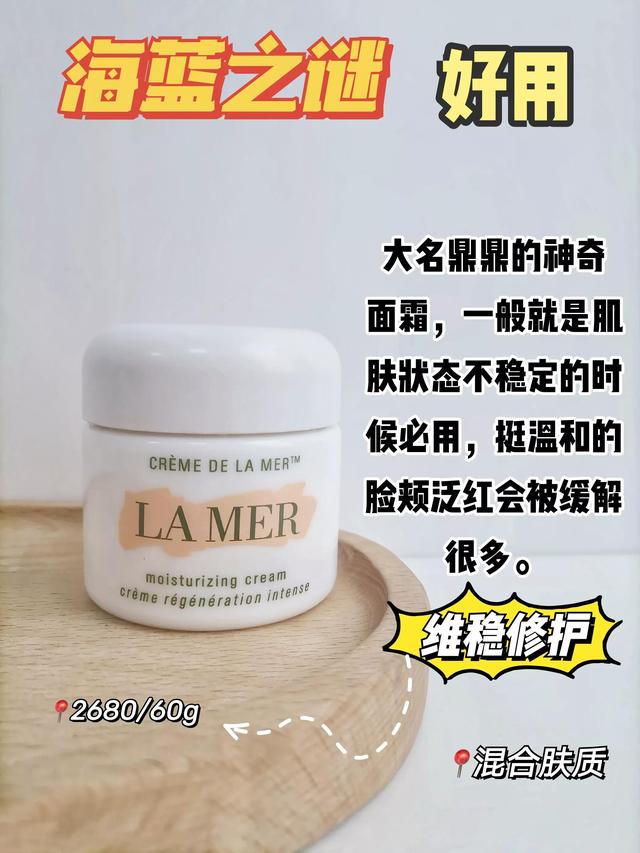 海蓝之谜 好用
大名鼎鼎的神奇
面霜，一般就是肌
肤状态不稳定的时
候必用，挺溫和的
脸颊泛红会被缓解
很多。
CRÈME DE LA MER™
LA MER
moisturizing cream
crème régénération intense
维稳修护
2680/60g
混合肤质